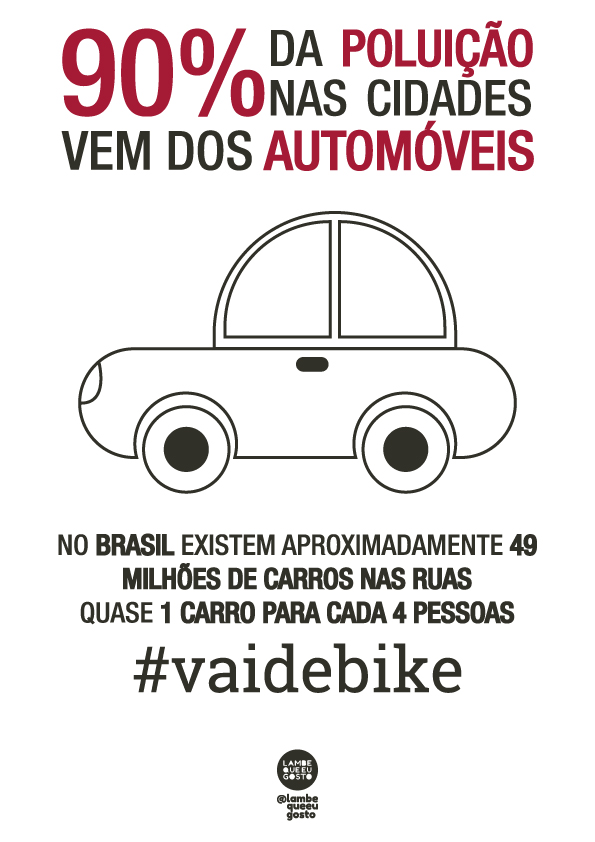 90% DA POLUIÇÃO
NAS CIDADES
VEM DOS AUTOMÓVEIS
NO BRASIL EXISTEM APROXIMADAMENTE 49
MILHÕES DE CARROS NAS RUAS
QUASE 1 CARRO PARA CADA 4 PESSOAS
#vaidebike
LAMBE
QUE EU
GOSTO
@lambe
queeu
gosto